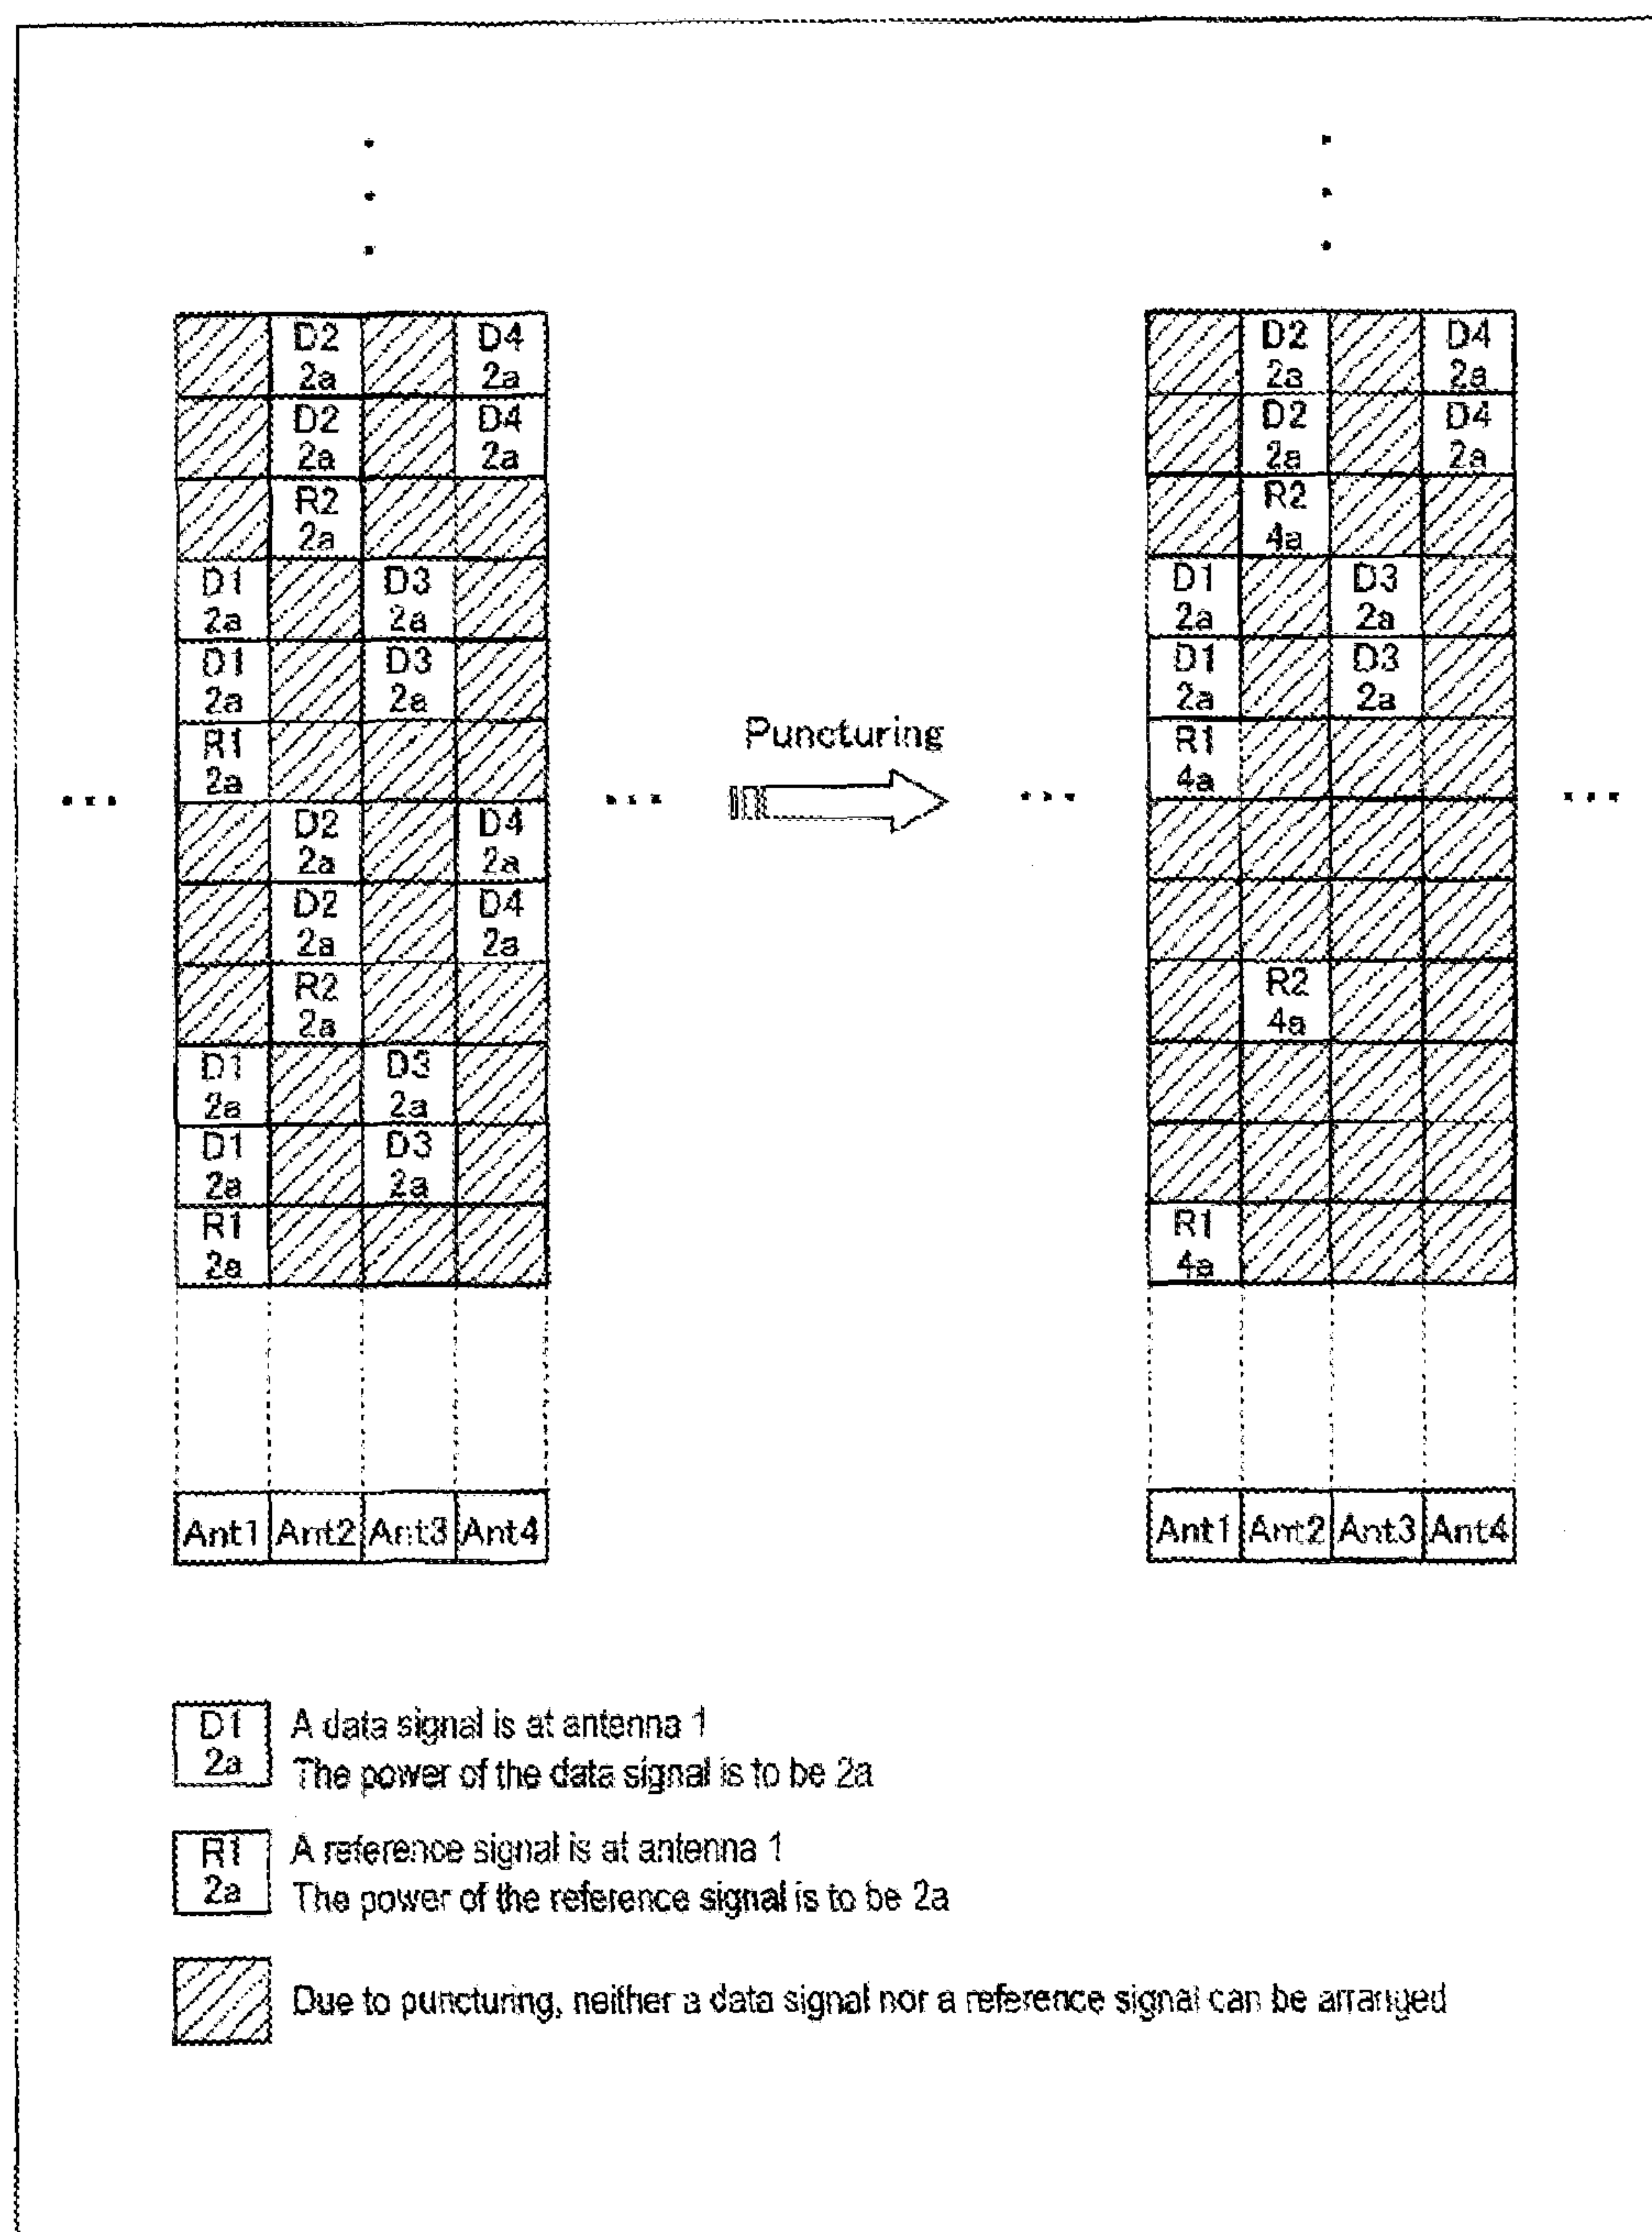 D2 D4 D2 D4
2a 2a 2a 2a
D2 D4 D2 D4
2a 2a 2a 2a
R2 R2
2a 4a
D1 D3 D1 D3
2a 2a 2a 2a
D1 D3 D1 D3
2a 2a 2a 2a
Puncturing
R1 R1
2a 4a
... ... ... ...
D2 D4
2a 2a
D2 D4
2a 2a
R2 R2
2a 4a
D1 D3
2a 2a
D1 D3
2a 2a
R1 R1
2a 4a
Ant1 Ant2 Ant3 Ant4 Ant1 Ant2 Ant3 Ant4
D1 A data signal is at antenna 1
2a The power of the data signal is to be 2a
R1 A reference signal is at antenna 1
2a The power of the reference signal is to be 2a
Due to puncturing, neither a data signal nor a reference signal can be arranged